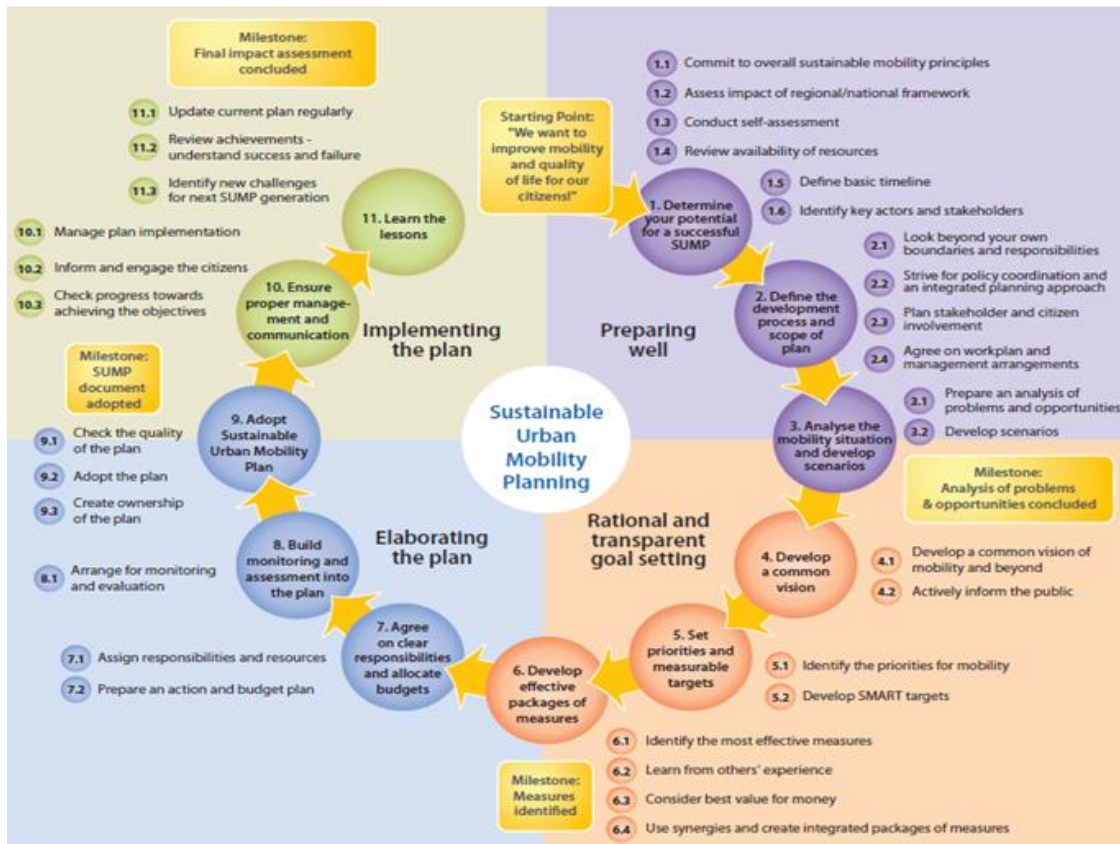 Starting Point:
"We want to
improve mobility
and quality
of life for our
citizens!"
1.1 Commit to overall sustainable mobility principles
1.2 Assess impact of regional/national framework
1.3 Conduct self-assessment
1.4 Review availability of resources
1.5 Define basic timeline
1.6 Identify key actors and stakeholders
1. Determine
your potential
for a successful
SUMP
2.1 Look beyond your own
boundaries and responsibilities
2.2 Strive for policy coordination and
an integrated planning approach
2.3 Plan stakeholder and citizen
involvement
2.4 Agree on workplan and
management arrangements
2. Define the
development
process and
scope of
plan
Preparing
well
3.1 Prepare an analysis of
problems and opportunities
3.2 Develop scenarios
3. Analyse the
mobility situation
and develop
scenarios
Milestone:
Analysis of problems
& opportunities concluded
Sustainable
Urban
Mobility
Planning
Rational and
transparent
goal setting
4. Develop
a common
vision
4.1 Develop a common vision of
mobility and beyond
4.2 Actively inform the public
5. Set
priorities and
measurable
targets
5.1 Identify the priorities for mobility
5.2 Develop SMART targets
6. Develop
effective
packages of
measures
6.1 Identify the most effective measures
6.2 Learn from others' experience
6.3 Consider best value for money
6.4 Use synergies and create integrated packages of measures
Milestone:
Measures
identified
Elaborating
the plan
7. Agree
on clear
responsibilities
and allocate
budgets
7.1 Assign responsibilities and resources
7.2 Prepare an action and budget plan
8. Build
monitoring and
assessment into
the plan
8.1 Arrange for monitoring
and evaluation
9. Adopt
Sustainable
Urban Mobility
Plan
9.1 Check the quality
of the plan
9.2 Adopt the plan
9.3 Create ownership
of the plan
Milestone:
SUMP
document
adopted
Implementing
the plan
10. Ensure
proper manage-
ment and
communication
10.1 Manage plan implementation
10.2 Inform and engage the citizens
10.3 Check progress towards
achieving the objectives
11. Learn the
lessons
11.1 Update current plan regularly
11.2 Review achievements -
understand success and failure
11.3 Identify new challenges
for next SUMP generation
Milestone:
Final impact assessment
concluded